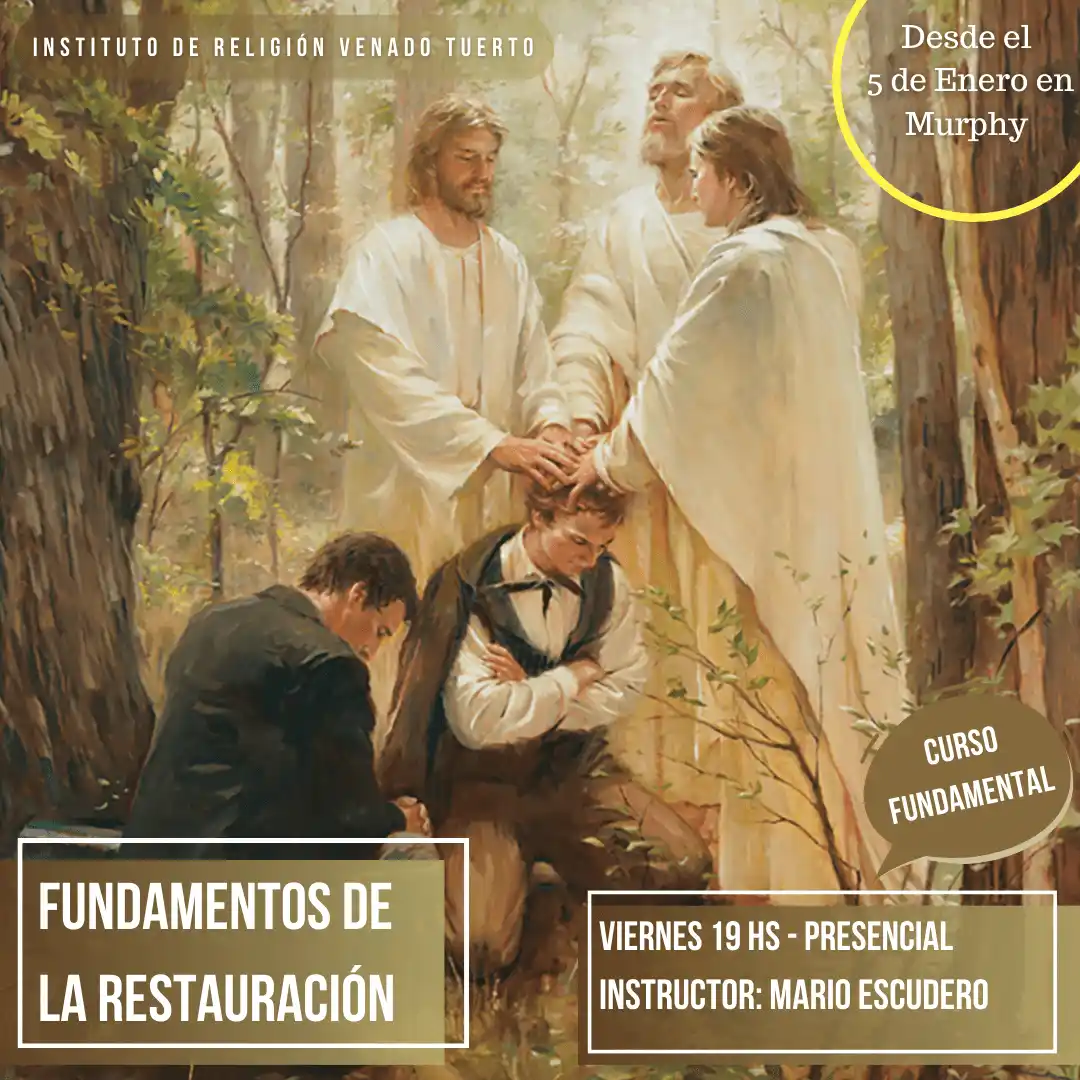 INSTITUTO DE RELIGIÓN VENADO TUERTO
Desde el
5 de Enero en
Murphy
CURSO
FUNDAMENTAL
FUNDAMENTOS DE
LA RESTAURACIÓN
VIERNES 19 HS - PRESENCIAL
INSTRUCTOR: MARIO ESCUDERO